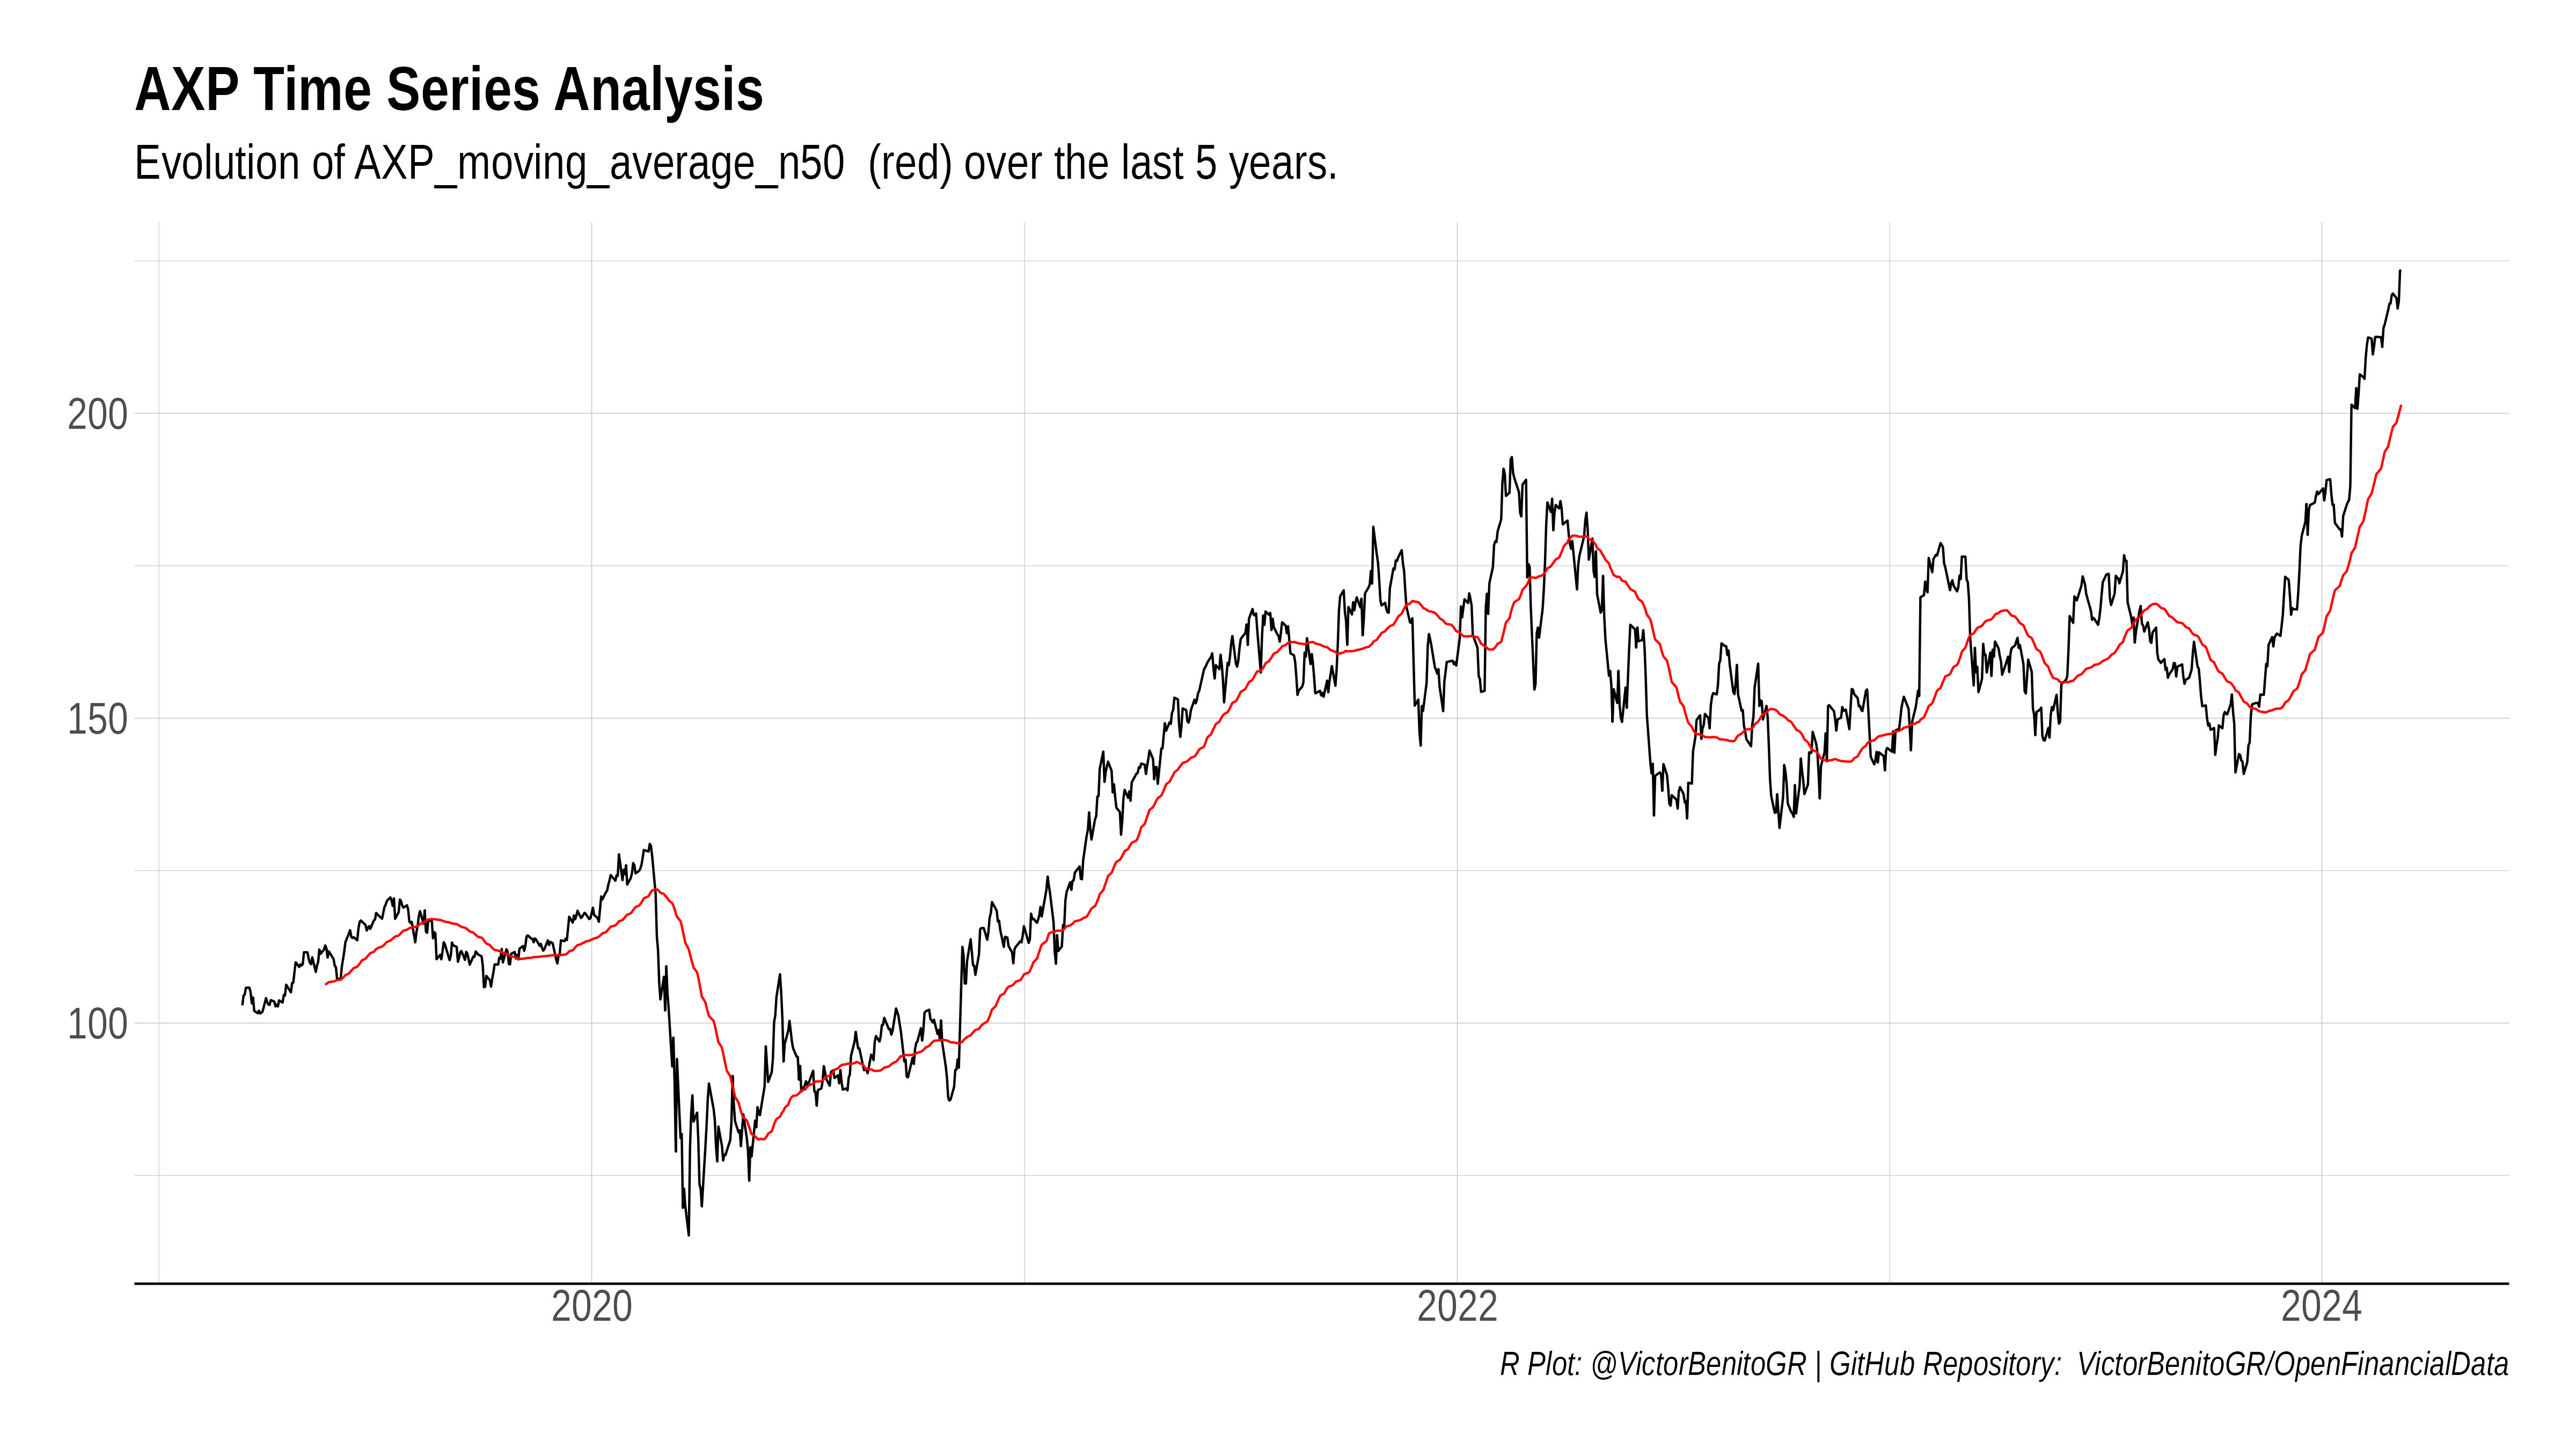 AXP Time Series Analysis
Evolution of AXP_moving_average_n50  (red) over the last 5 years.
200
150
100
2020 2022 2024
R Plot: @VictorBenitoGR | GitHub Repository:  VictorBenitoGR/OpenFinancialData